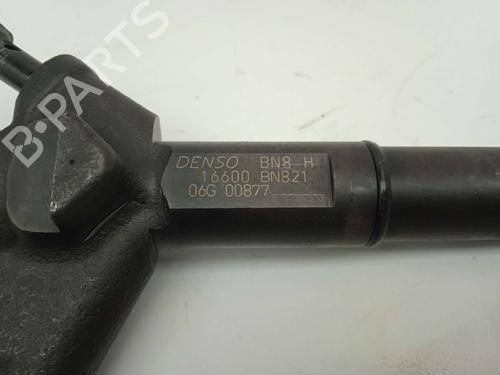 B-PARTS
DENSO BN8-H
16600 BN821
06G 00877